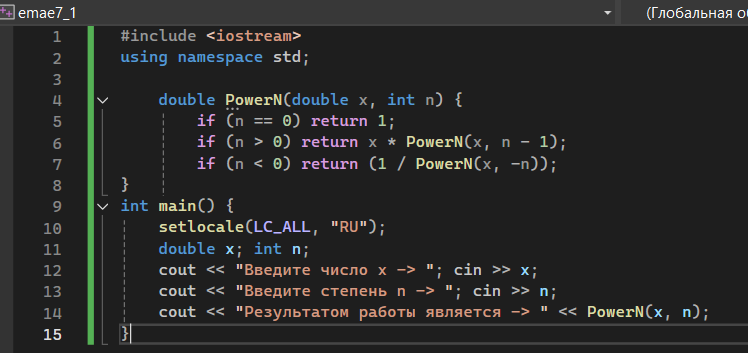 emae7_1 (Глобальная об
1 #include <iostream>
2 using namespace std;
3
4 double PowerN(double x, int n) {
5 if (n == 0) return 1;
6 if (n > 0) return x * PowerN(x, n - 1);
7 if (n < 0) return (1 / PowerN(x, -n));
8 }
9 int main() {
10 setlocale(LC_ALL, "RU");
11 double x; int n;
12 cout << "Введите число x -> "; cin >> x;
13 cout << "Введите степень n -> "; cin >> n;
14 cout << "Результатом работы является -> " << PowerN(x, n);
15 }